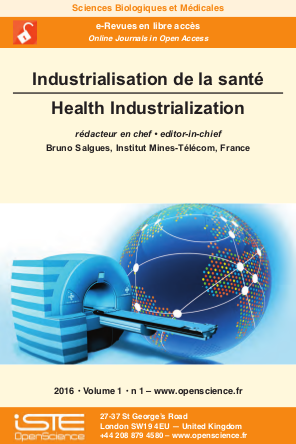 Sciences Biologiques et Médicales
e-Revues en libre accès
Online Journals in Open Access
Industrialisation de la santé
Health Industrialization
rédacteur en chef • editor-in-chief
Bruno Salgues, Institut Mines-Télécom, France
2016 • Volume 1 • n 1 – www.openscience.fr
iSTE
OpenScience
27-37 St George's Road
London SW19 4EU — United Kingdom
+44 208 879 4580 – www.openscience.fr